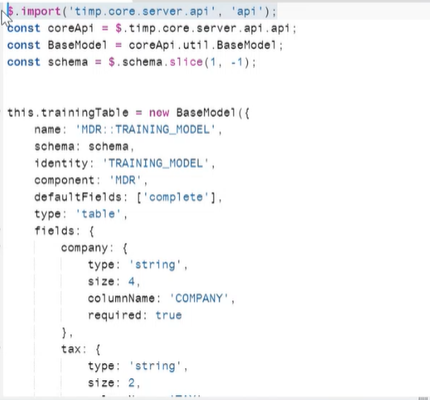 $.import('timp.core.server.api', 'api');
const coreApi = $.timp.core.server.api.api;
const BaseModel = coreApi.util.BaseModel;
const schema = $.schema.slice(1, -1);
this.trainingTable = new BaseModel({
name: 'MDR::TRAINING_MODEL',
schema: schema,
identity: 'TRAINING_MODEL',
component: 'MDR',
defaultFields: ['complete'],
type: 'table',
fields: {
company: {
type: 'string',
size: 4,
columnName: 'COMPANY',
required: true
},
tax: {
type: 'string',
size: 2,